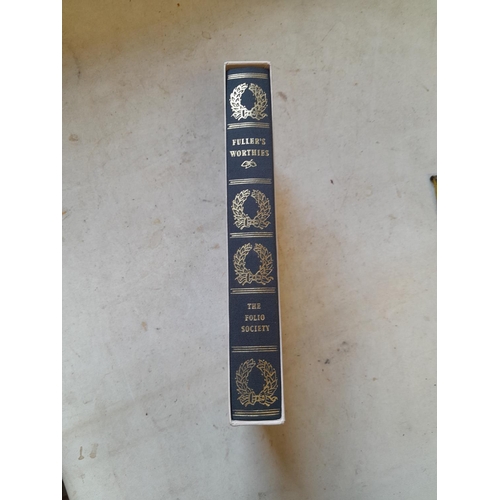 FULLER'S
WORTHIES
THE
FOLIO
SOCIETY